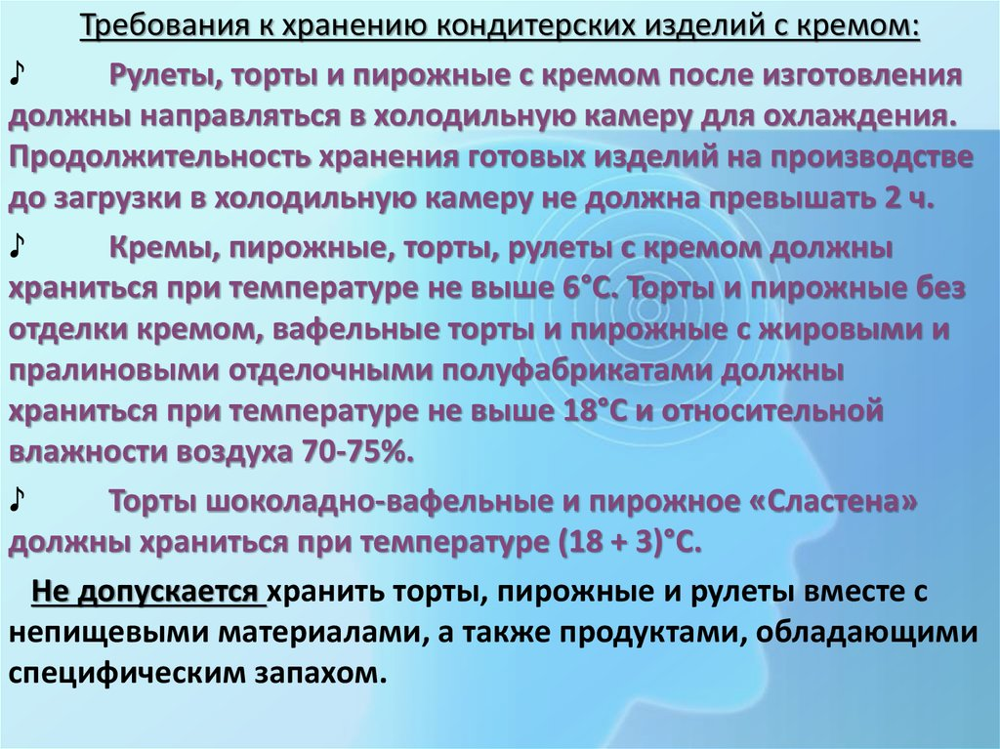 Требования к хранению кондитерских изделий с кремом:
♪ Рулеты, торты и пирожные с кремом после изготовления
должны направляться в холодильную камеру для охлаждения.
Продолжительность хранения готовых изделий на производстве
до загрузки в холодильную камеру не должна превышать 2 ч.
♪ Кремы, пирожные, торты, рулеты с кремом должны
храниться при температуре не выше 6°С. Торты и пирожные без
отделки кремом, вафельные торты и пирожные с жировыми и
пралиновыми отделочными полуфабрикатами должны
храниться при температуре не выше 18°С и относительной
влажности воздуха 70-75%.
♪ Торты шоколадно-вафельные и пирожное «Сластена»
должны храниться при температуре (18 + 3)°С.
Не допускается хранить торты, пирожные и рулеты вместе с
непищевыми материалами, а также продуктами, обладающими
специфическим запахом.